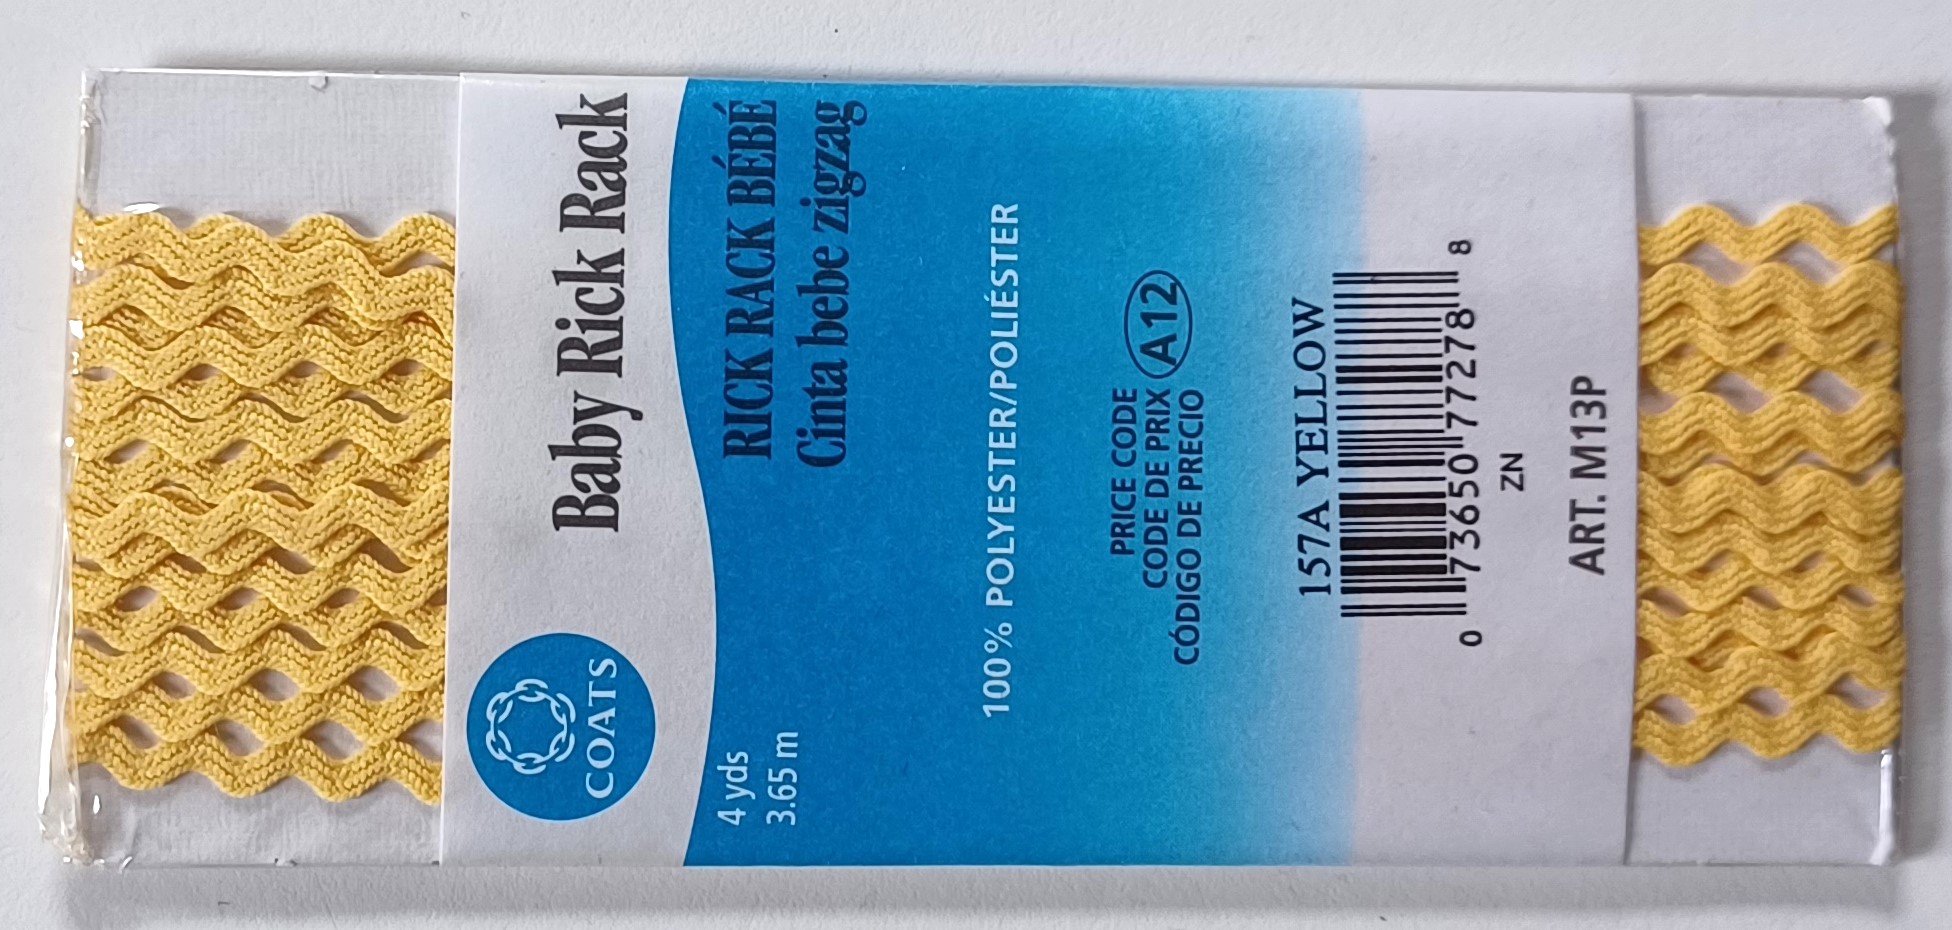 Baby Rick Rack
COATS
RICK RACK BÉBÉ
Cinta bebe zigzag
4 yds
3.65 m
100% POLYESTER/POLIÉSTER
PRICE CODE
CODE DE PRIX
CÓDIGO DE PRECIO
A12
157A YELLOW
0 73650 77278 8
ZN
ART. M13P